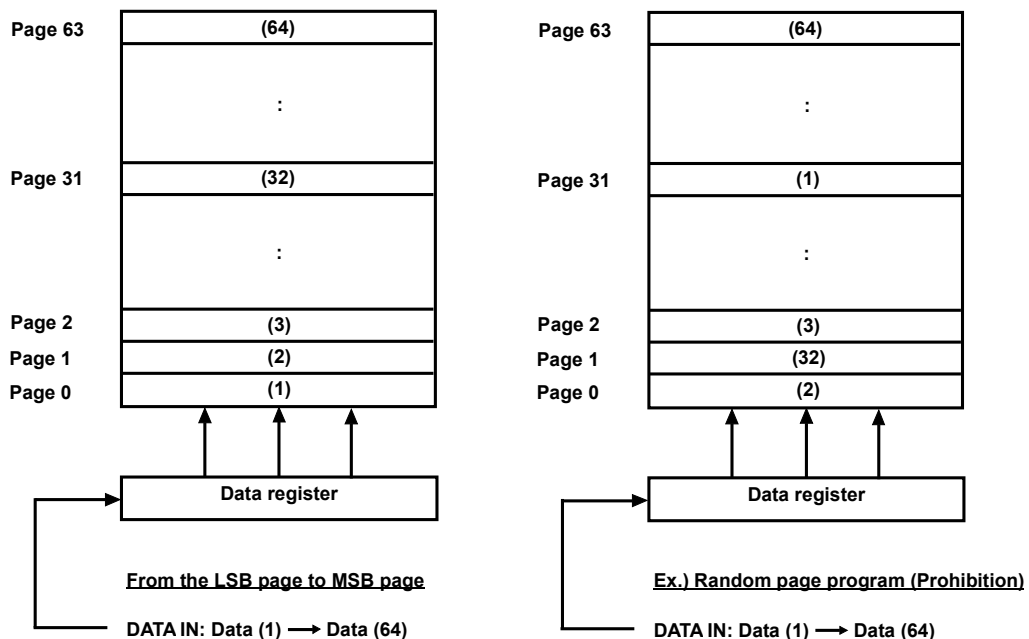 Page 63
(64)
:
Page 31
(32)
:
Page 2
(3)
Page 1
(2)
Page 0
(1)
Data register
From the LSB page to MSB page
DATA IN: Data (1) → Data (64)
Page 63
(64)
:
Page 31
(1)
:
Page 2
(3)
Page 1
(32)
Page 0
(2)
Data register
Ex.) Random page program (Prohibition)
DATA IN: Data (1) → Data (64)